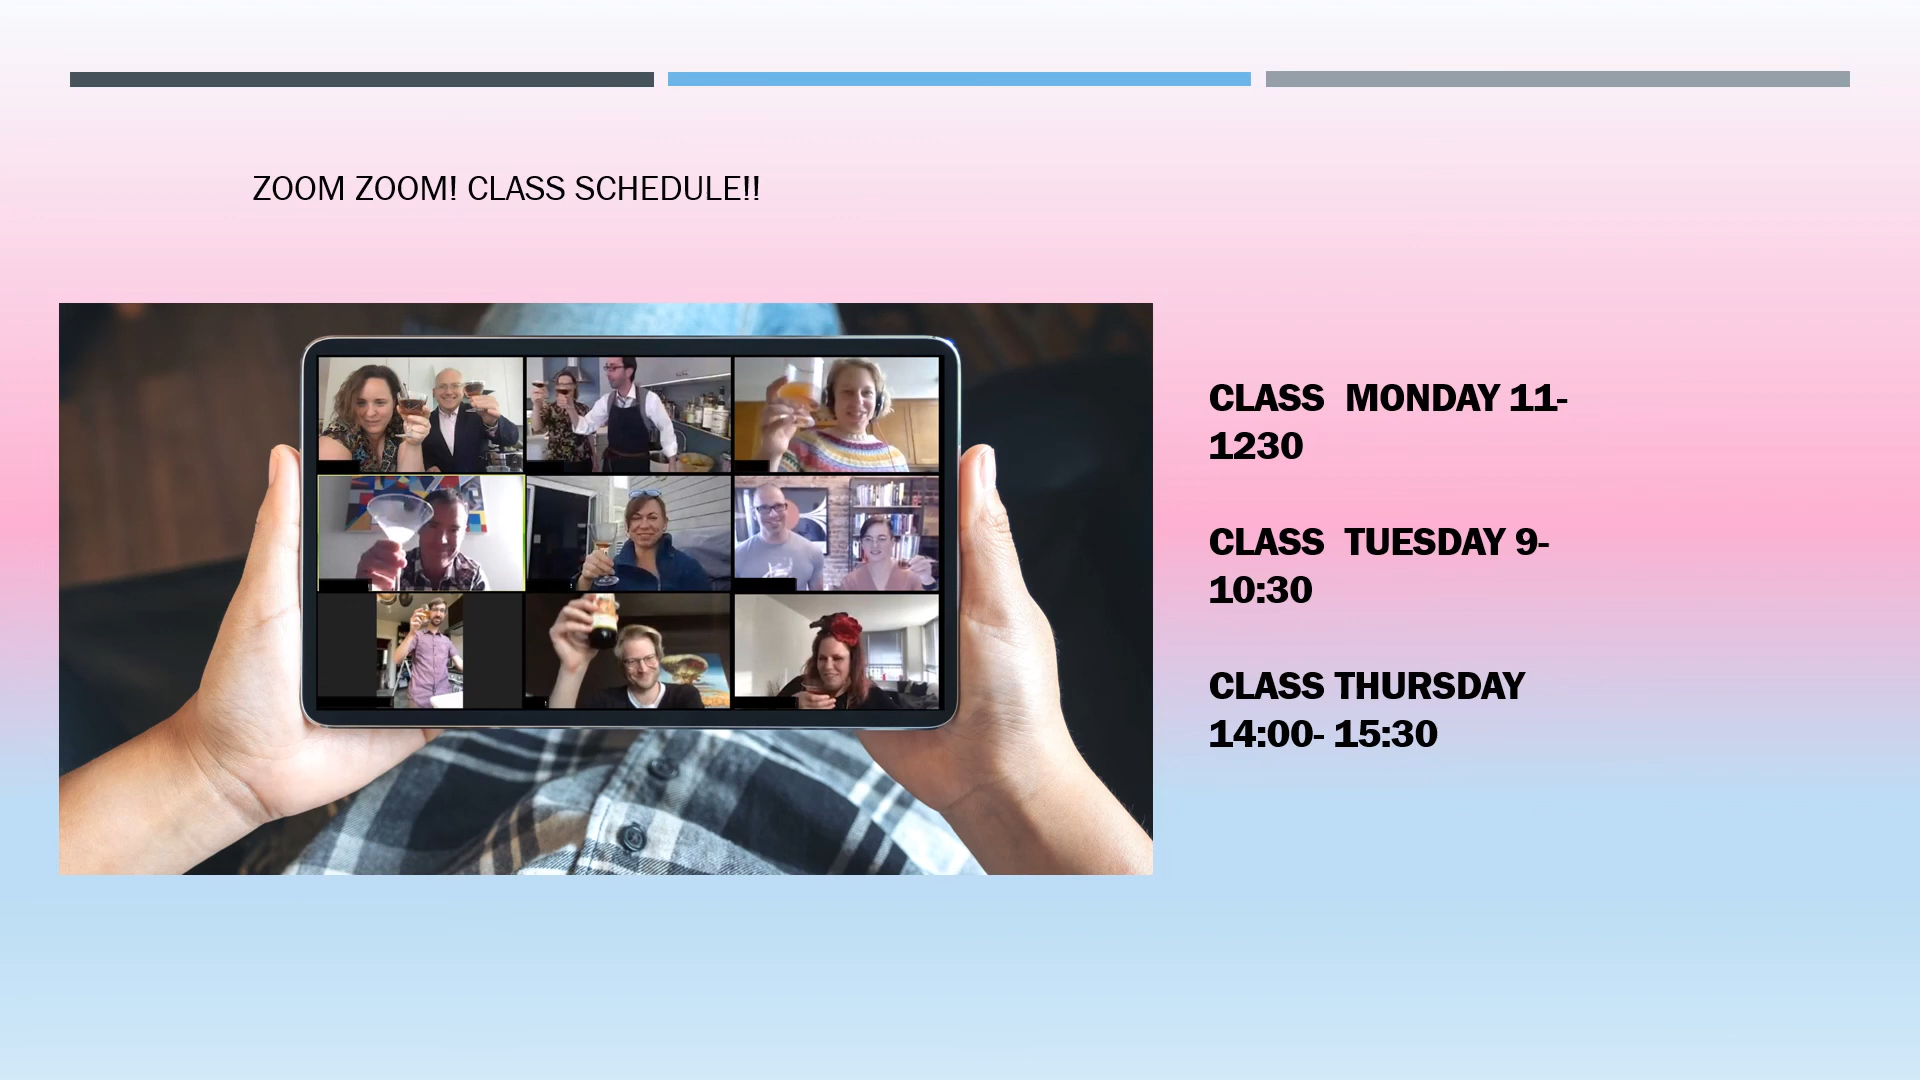 ZOOM ZOOM! CLASS SCHEDULE!!
CLASS  MONDAY 11-
1230
CLASS  TUESDAY 9-
10:30
CLASS THURSDAY
14:00- 15:30